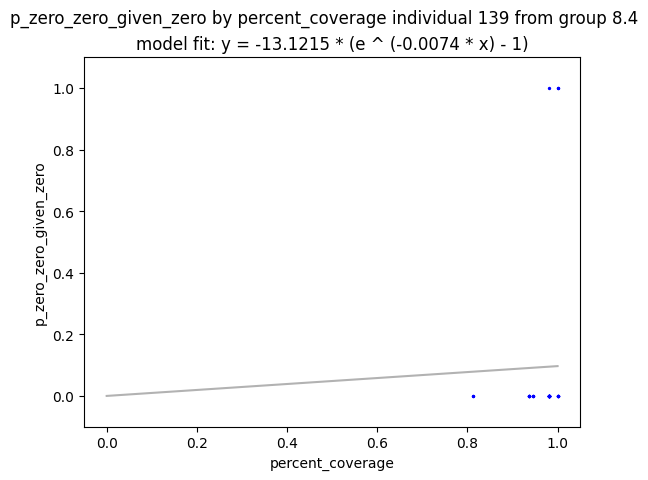 p_zero_zero_given_zero by percent_coverage individual 139 from group 8.4
model fit: y = -13.1215 * (e ^ (-0.0074 * x) - 1)
1.0
0.8
0.6
0.4
0.2
0.0
p_zero_zero_given_zero
0.0 0.2 0.4 0.6 0.8 1.0
percent_coverage